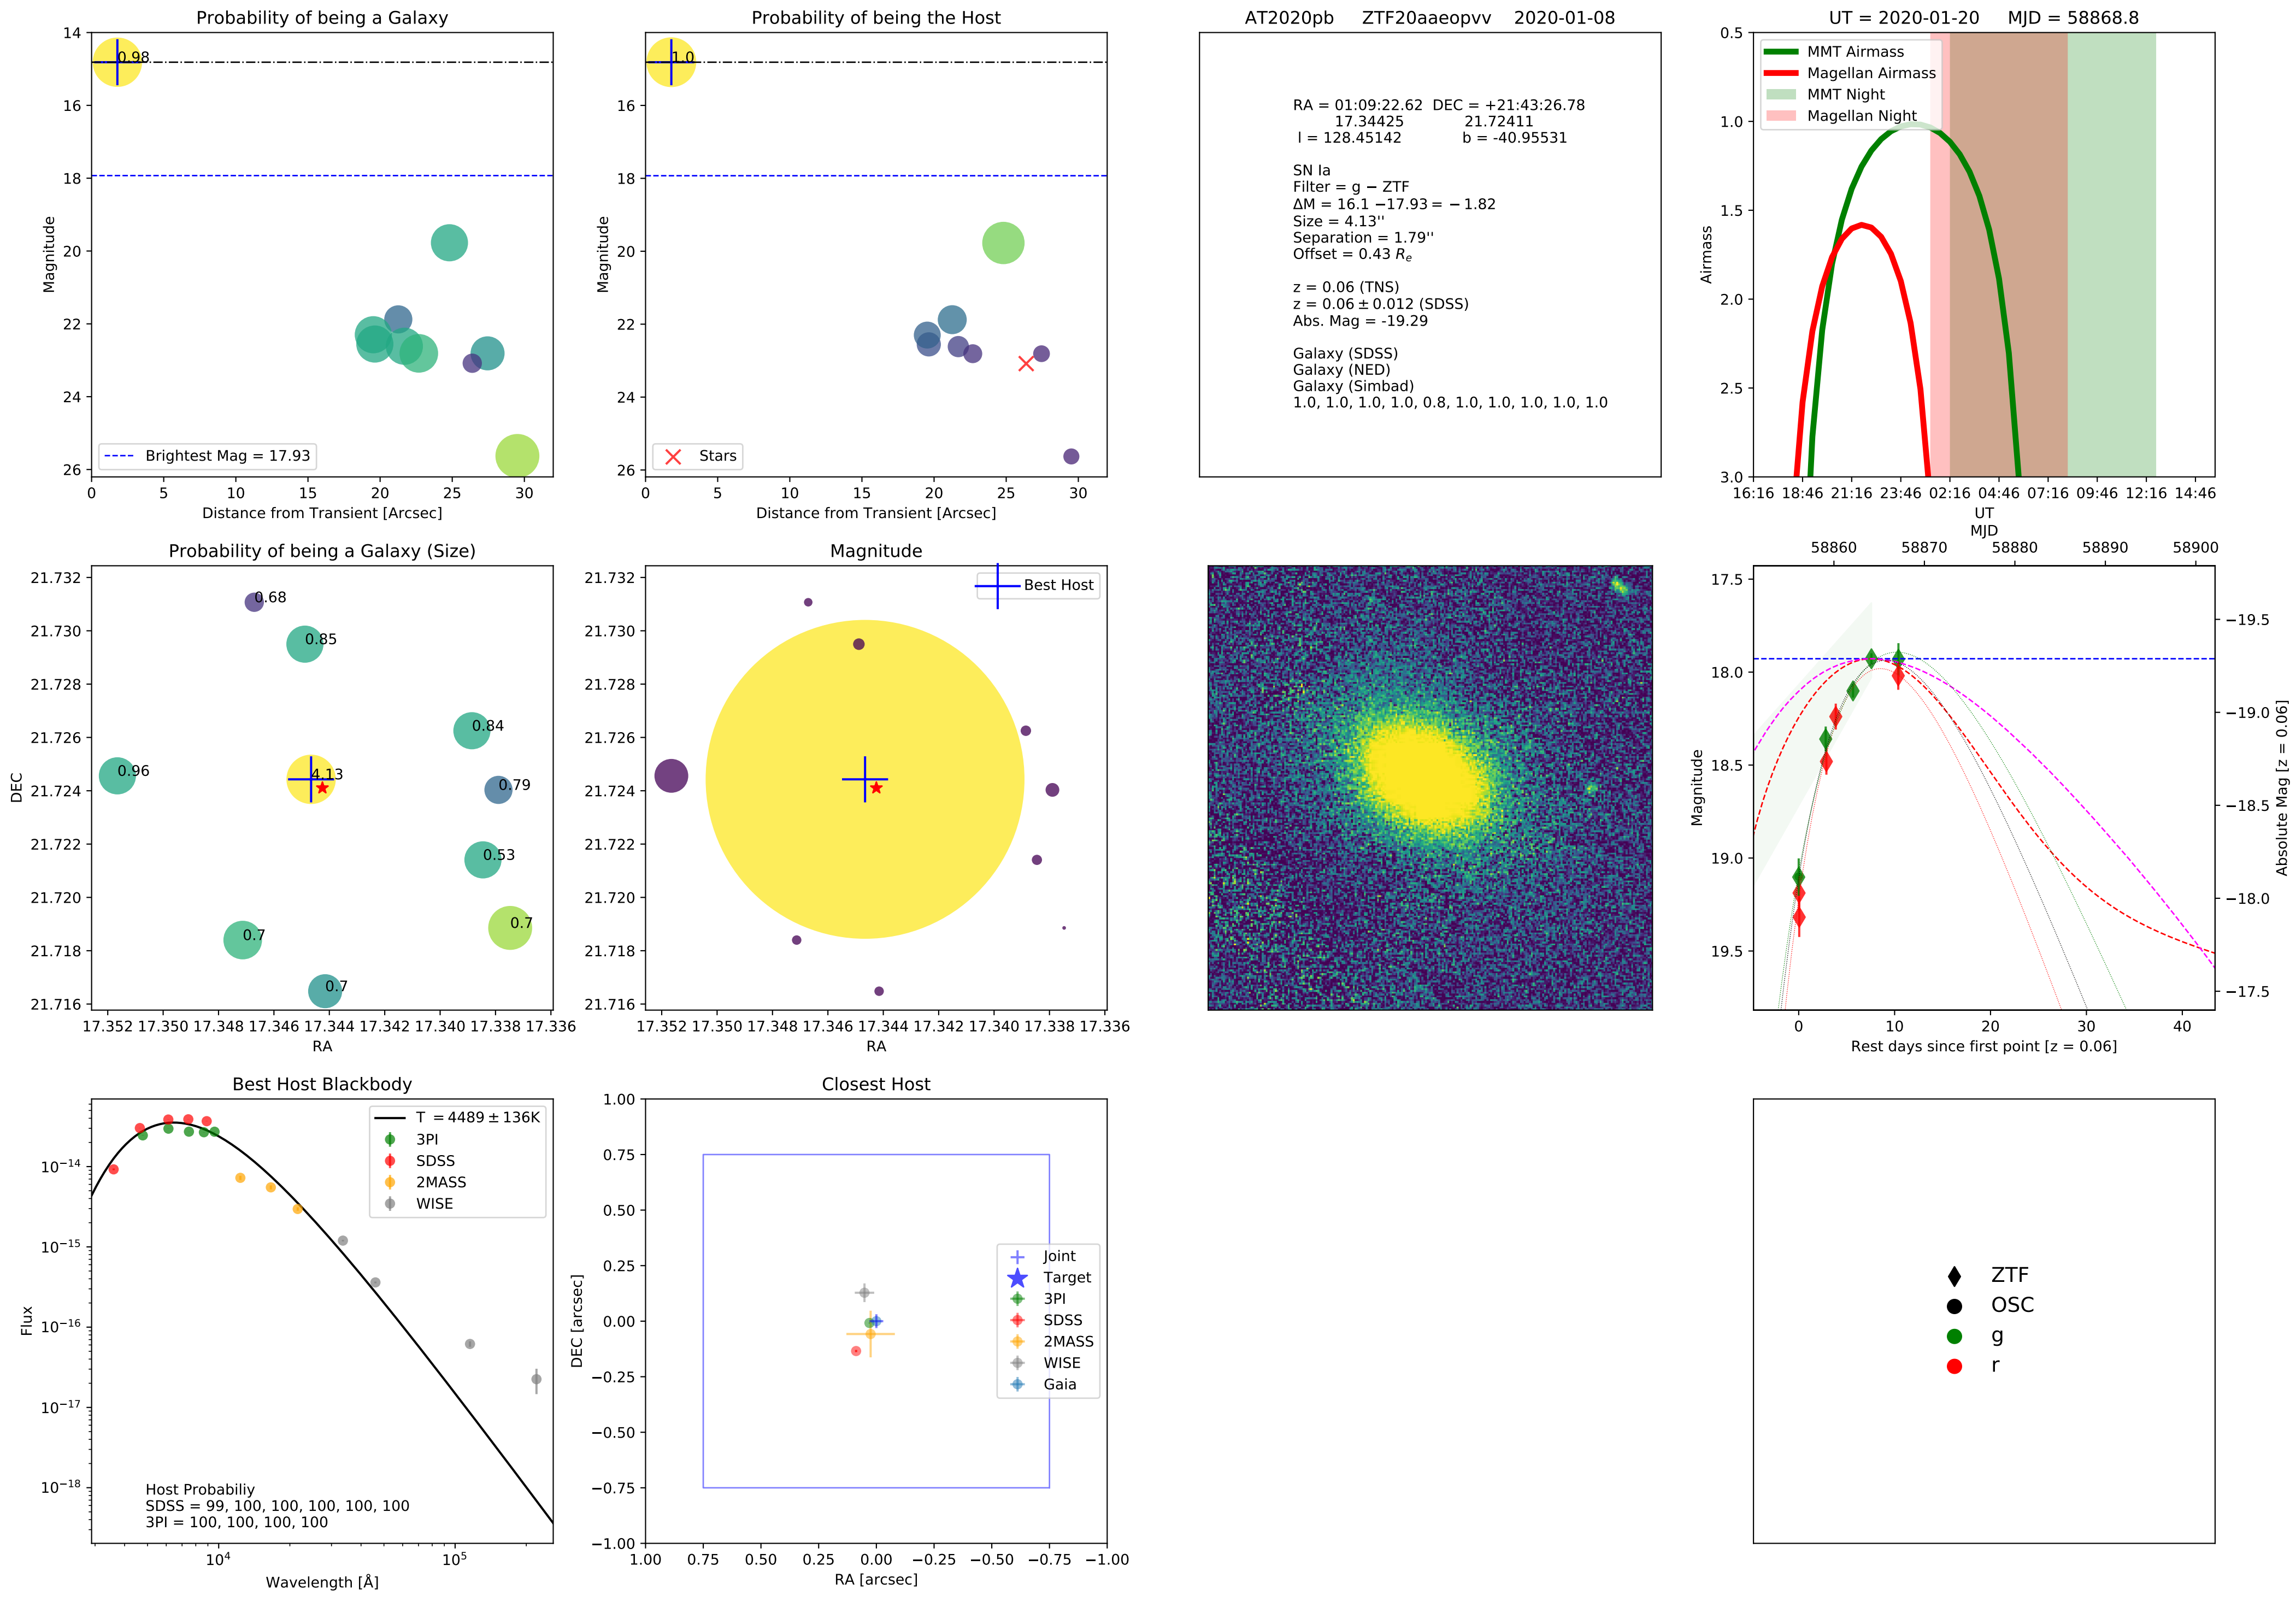 Probability of being a Galaxy
Magnitude
14
16
18
20
22
24
26
0.98
Brightest Mag = 17.93
0 5 10 15 20 25 30
Distance from Transient [Arcsec]
Probability of being the Host
Magnitude
14
16
18
20
22
24
26
1.0
Stars
0 5 10 15 20 25 30
Distance from Transient [Arcsec]
AT2020pb ZTF20aaeopvv 2020-01-08
RA = 01:09:22.62 DEC = +21:43:26.78
17.34425 21.72411
l = 128.45142 b = -40.95531
SN Ia
Filter = g − ZTF
ΔM = 16.1 −17.93 = −1.82
Size = 4.13''
Separation = 1.79''
Offset = 0.43 Re
z = 0.06 (TNS)
z = 0.06 ± 0.012 (SDSS)
Abs. Mag = -19.29
Galaxy (SDSS)
Galaxy (NED)
Galaxy (Simbad)
1.0, 1.0, 1.0, 1.0, 0.8, 1.0, 1.0, 1.0, 1.0, 1.0
UT = 2020-01-20 MJD = 58868.8
Airmass
0.5
1.0
1.5
2.0
2.5
3.0
MMT Airmass
Magellan Airmass
MMT Night
Magellan Night
16:16 18:46 21:16 23:46 02:16 04:46 07:16 09:46 12:16 14:46
UT
Probability of being a Galaxy (Size)
DEC
21.732
21.730
21.728
21.726
21.724
21.722
21.720
21.718
21.716
0.68
0.85
0.84
0.96
4.13
0.79
0.53
0.7
0.7
0.7
17.352 17.350 17.348 17.346 17.344 17.342 17.340 17.338 17.336
RA
Magnitude
21.732
21.730
21.728
21.726
21.724
21.722
21.720
21.718
21.716
Best Host
17.352 17.350 17.348 17.346 17.344 17.342 17.340 17.338 17.336
RA
MJD
58860 58870 58880 58890 58900
Magnitude
17.5
18.0
18.5
19.0
19.5
−19.5
−19.0
−18.5
−18.0
−17.5
Absolute Mag [z = 0.06]
0 10 20 30 40
Rest days since first point [z = 0.06]
Best Host Blackbody
Flux
10−14
10−15
10−16
10−17
10−18
T = 4489 ± 136K
3PI
SDSS
2MASS
WISE
Host Probabiliy
SDSS = 99, 100, 100, 100, 100, 100
3PI = 100, 100, 100, 100
104 105
Wavelength [Å]
Closest Host
DEC [arcsec]
1.00
0.75
0.50
0.25
0.00
−0.25
−0.50
−0.75
−1.00
Joint
Target
3PI
SDSS
2MASS
WISE
Gaia
1.00 0.75 0.50 0.25 0.00 −0.25 −0.50 −0.75 −1.00
RA [arcsec]
ZTF
OSC
g
r